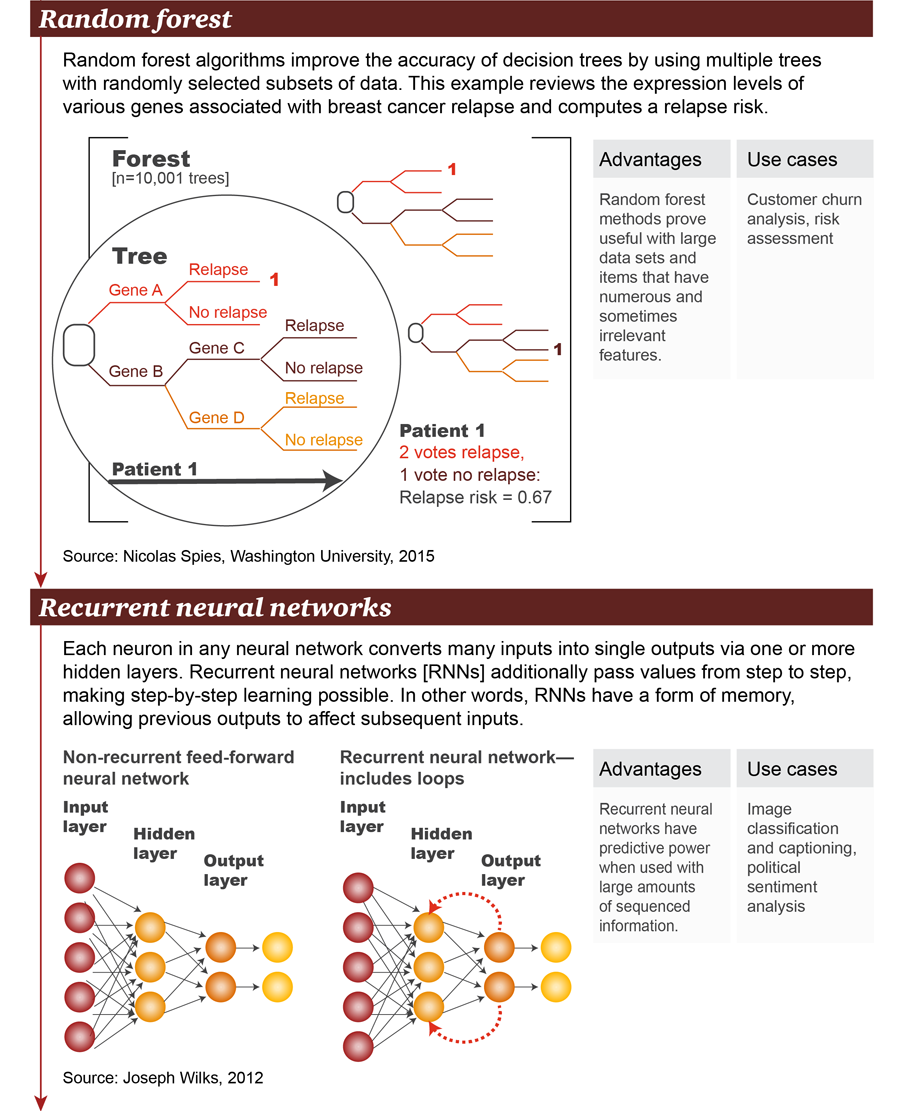 Random forest
Random forest algorithms improve the accuracy of decision trees by using multiple trees
with randomly selected subsets of data. This example reviews the expression levels of
various genes associated with breast cancer relapse and computes a relapse risk.
Forest
[n=10,001 trees]
1
Tree
Relapse
1
Gene A
No relapse
Relapse
Gene C
Gene B
No relapse
Relapse
Gene D
No relapse
Patient 1
1
Patient 1
2 votes relapse,
1 vote no relapse:
Relapse risk = 0.67
Advantages
Random forest
methods prove
useful with large
data sets and
items that have
numerous and
sometimes
irrelevant
features.
Use cases
Customer churn
analysis, risk
assessment
Source: Nicolas Spies, Washington University, 2015
Recurrent neural networks
Each neuron in any neural network converts many inputs into single outputs via one or more
hidden layers. Recurrent neural networks [RNNs] additionally pass values from step to step,
making step-by-step learning possible. In other words, RNNs have a form of memory,
allowing previous outputs to affect subsequent inputs.
Non-recurrent feed-forward
neural network
Input
layer
Hidden
layer
Output
layer
Recurrent neural network—
includes loops
Input
layer
Hidden
layer
Output
layer
Advantages
Recurrent neural
networks have
predictive power
when used with
large amounts
of sequenced
information.
Use cases
Image
classification
and captioning,
political
sentiment
analysis
Source: Joseph Wilks, 2012